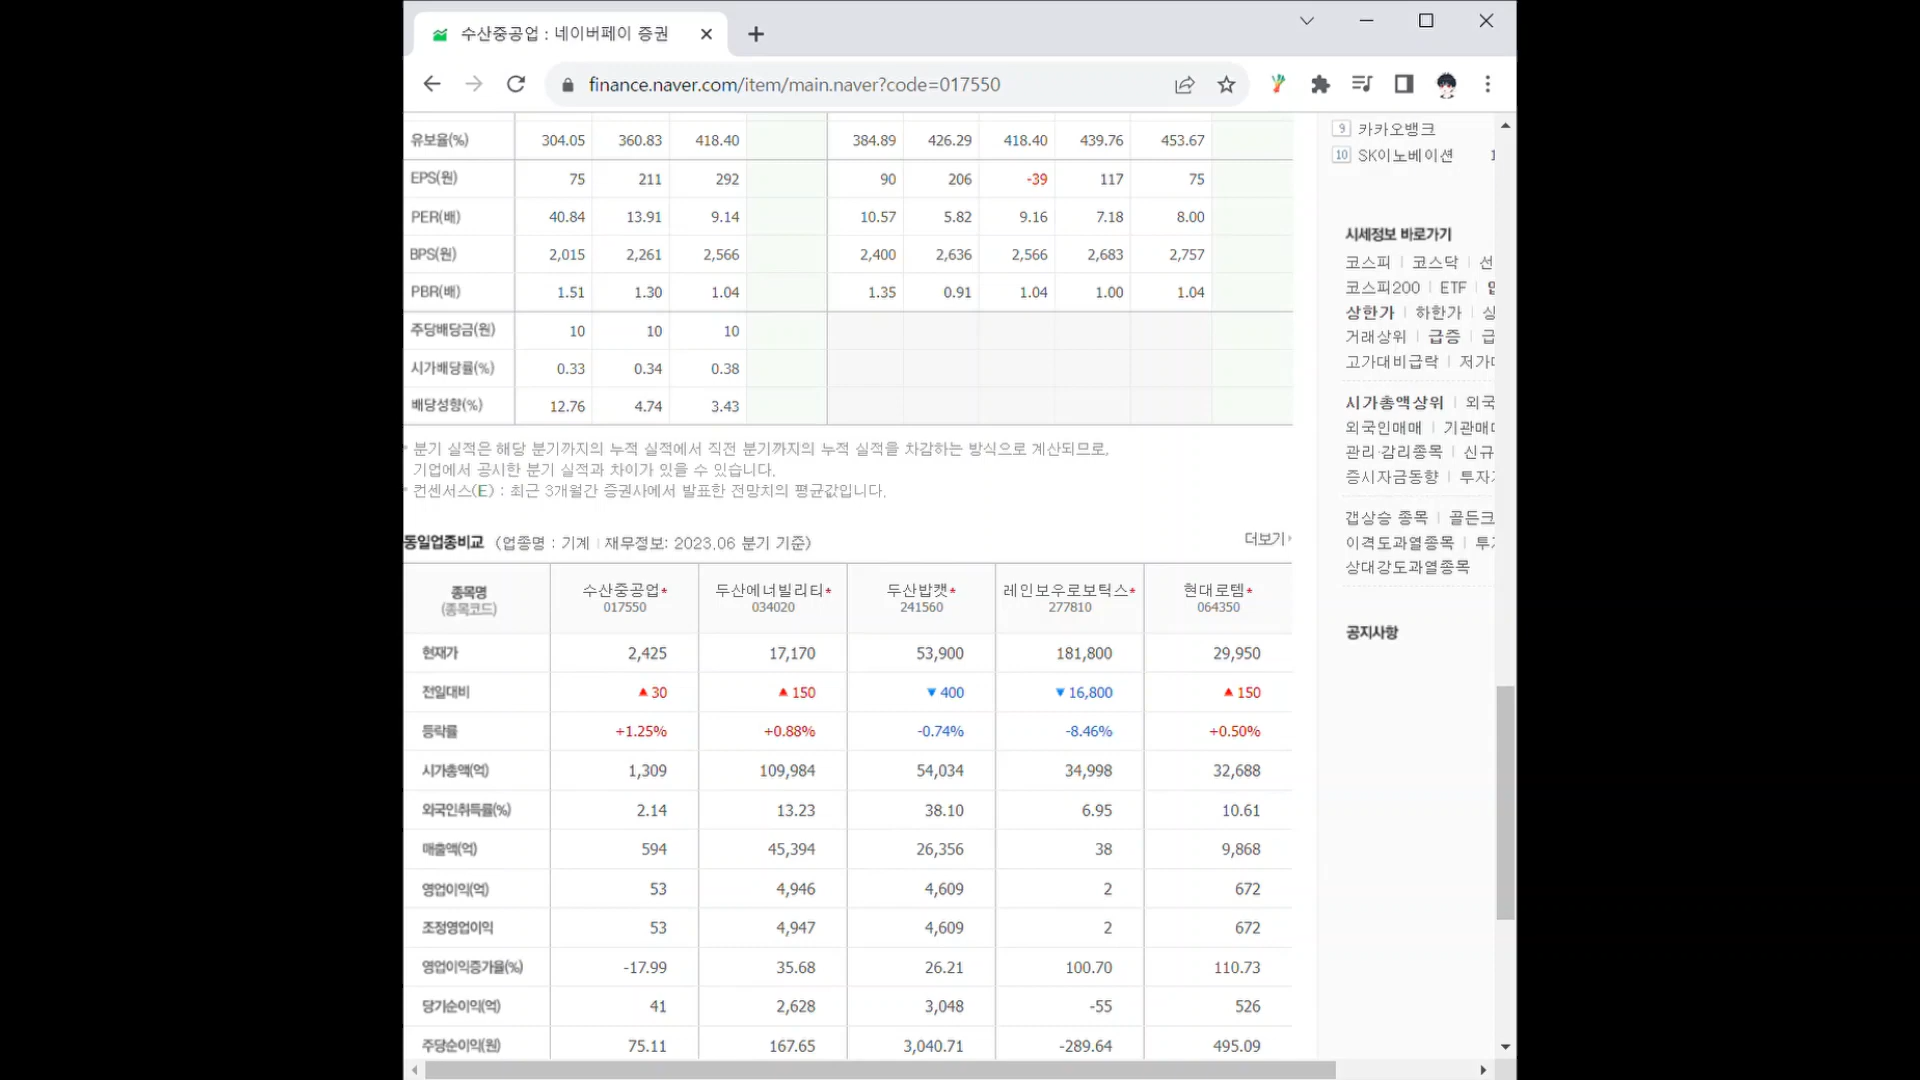 수산중공업 : 네이버페이 증권
finance.naver.com/item/main.naver?code=017550
유보율(%) 304.05 360.83 418.40 384.89 426.29 418.40 439.76 453.67
EPS(원) 75 211 292 90 206 -39 117 75
PER(배) 40.84 13.91 9.14 10.57 5.82 9.16 7.18 8.00
BPS(원) 2,015 2,261 2,566 2,400 2,636 2,566 2,683 2,757
PBR(배) 1.51 1.30 1.04 1.35 0.91 1.04 1.00 1.04
주당배당금(원) 10 10 10
시가배당률(%) 0.33 0.34 0.38
배당성향(%) 12.76 4.74 3.43
* 분기 실적은 해당 분기까지의 누적 실적에서 직전 분기까지의 누적 실적을 차감하는 방식으로 계산되므로,
기업에서 공시한 분기 실적과 차이가 있을 수 있습니다.
* 컨센서스(E) : 최근 3개월간 증권사에서 발표한 전망치의 평균값입니다.
동일업종비교 (업종명 : 기계 | 재무정보: 2023.06 분기 기준) 더보기
종목명 수산중공업* 두산에너빌리티* 두산밥캣* 레인보우로보틱스* 현대로템*
(종목코드) 017550 034020 241560 277810 064350
현재가 2,425 17,170 53,900 181,800 29,950
전일대비 ▲30 ▲150 ▼400 ▼16,800 ▲150
등락률 +1.25% +0.88% -0.74% -8.46% +0.50%
시가총액(억) 1,309 109,984 54,034 34,998 32,688
외국인취득률(%) 2.14 13.23 38.10 6.95 10.61
매출액(억) 594 45,394 26,356 38 9,868
영업이익(억) 53 4,946 4,609 2 672
조정영업이익 53 4,947 4,609 2 672
영업이익증가율(%) -17.99 35.68 26.21 100.70 110.73
당기순이익(억) 41 2,628 3,048 -55 526
주당순이익(원) 75.11 167.65 3,040.71 -289.64 495.09
9 카카오뱅크
10 SK이노베이션 1
시세정보 바로가기
코스피 | 코스닥 | 선
코스피200 | ETF |
상한가 | 하한가 | 상
거래상위 | 급증 | 급
고가대비급락 | 저가
시가총액상위 | 외국
외국인매매 | 기관매
관리·감리종목 | 신규
증시자금동향 | 투자
갭상승 종목 | 골든크
이격도과열종목 | 투
상대강도과열종목
공지사항